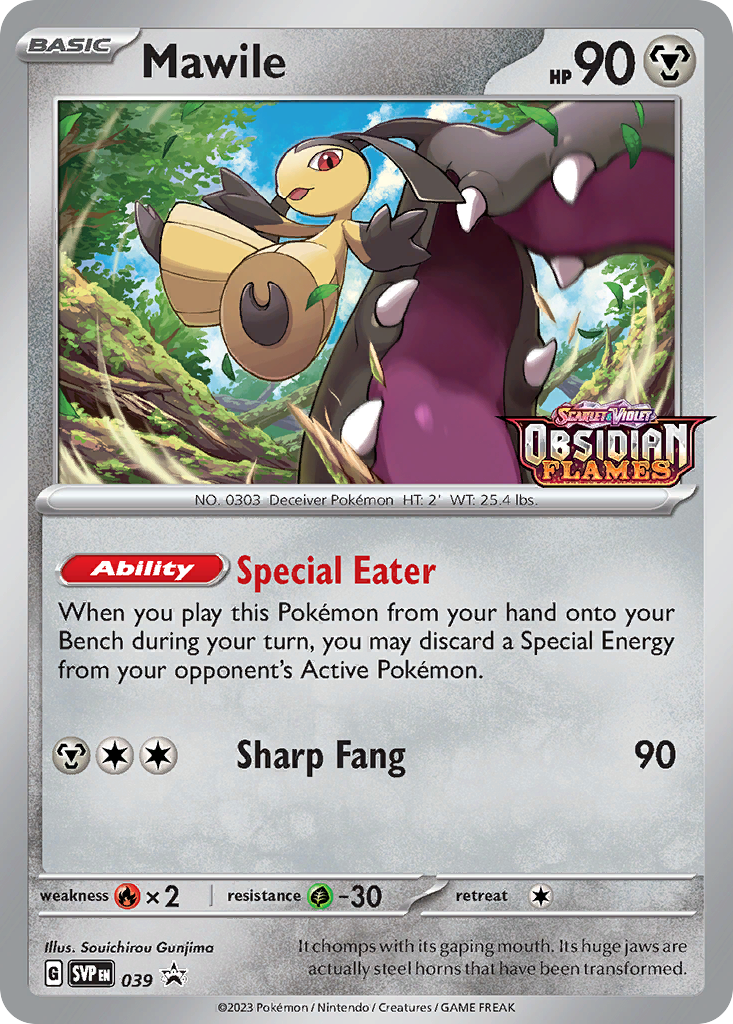 BASIC
Mawile
HP 90
SCARLET & VIOLET
OBSIDIAN
FLAMES
NO. 0303 Deceiver Pokémon HT: 2' WT: 25.4 lbs.
Ability Special Eater
When you play this Pokémon from your hand onto your
Bench during your turn, you may discard a Special Energy
from your opponent's Active Pokémon.
Sharp Fang 90
weakness ×2 resistance -30 retreat
Illus. Souichirou Gunjima
It chomps with its gaping mouth. Its huge jaws are
actually steel horns that have been transformed.
G SVP EN 039
©2023 Pokémon / Nintendo / Creatures / GAME FREAK